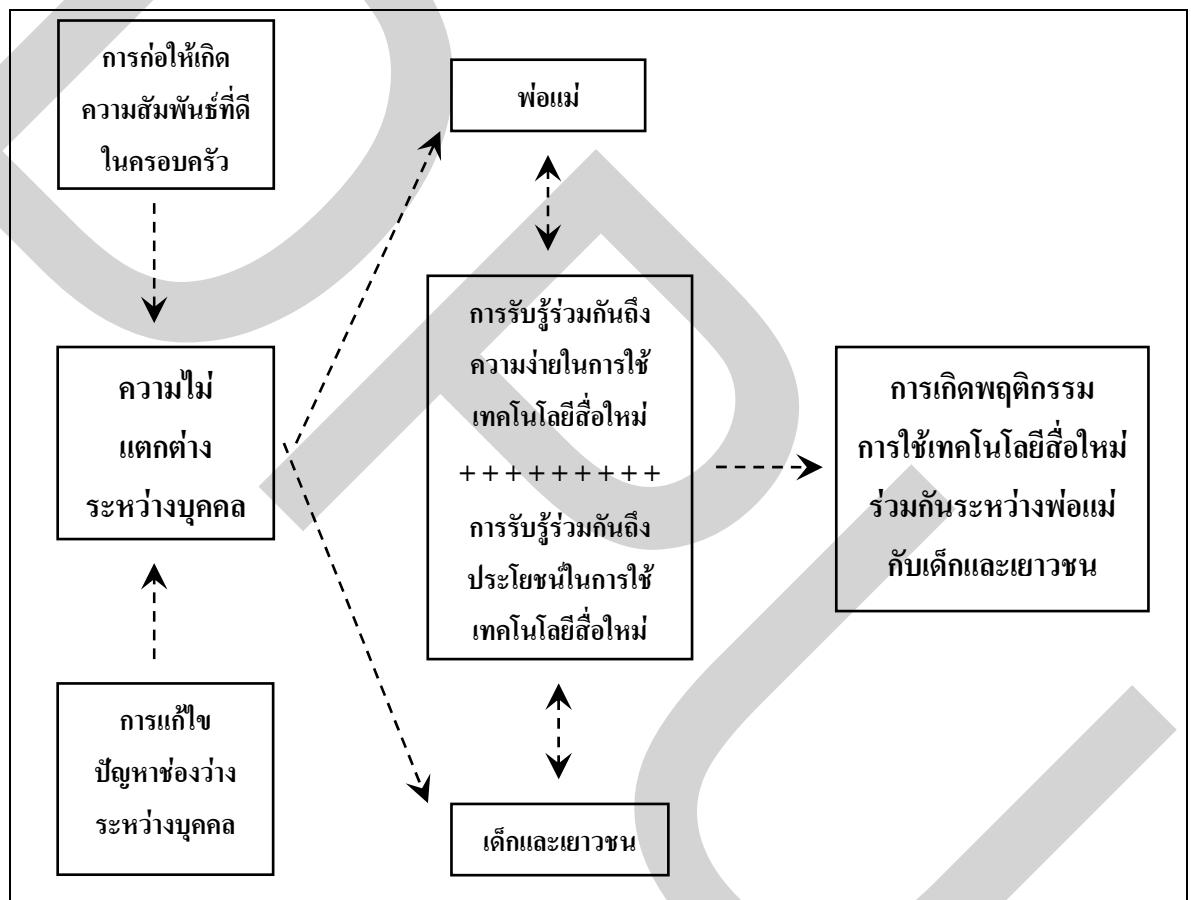 การก่อให้เกิด
ความสัมพันธ์ที่ดี
ในครอบครัว
พ่อแม่
การรับรู้ร่วมกันถึง
ความง่ายในการใช้
เทคโนโลยีสื่อใหม่
+ + + + + + + + +
การรับรู้ร่วมกันถึง
ประโยชน์ในการใช้
เทคโนโลยีสื่อใหม่
ความไม่
แตกต่าง
ระหว่างบุคคล
การเกิดพฤติกรรม
การใช้เทคโนโลยีสื่อใหม่
ร่วมกันระหว่างพ่อแม่
กับเด็กและเยาวชน
การแก้ไข
ปัญหาช่องว่าง
ระหว่างบุคคล
เด็กและเยาวชน
DPU